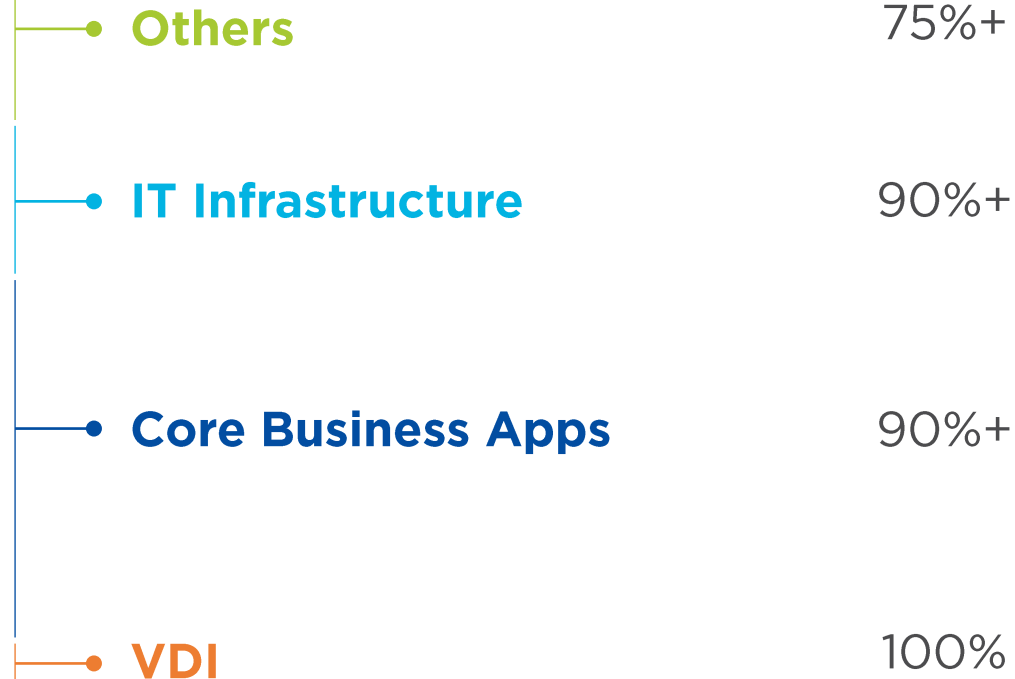 Others 75%+
IT Infrastructure 90%+
Core Business Apps 90%+
VDI 100%